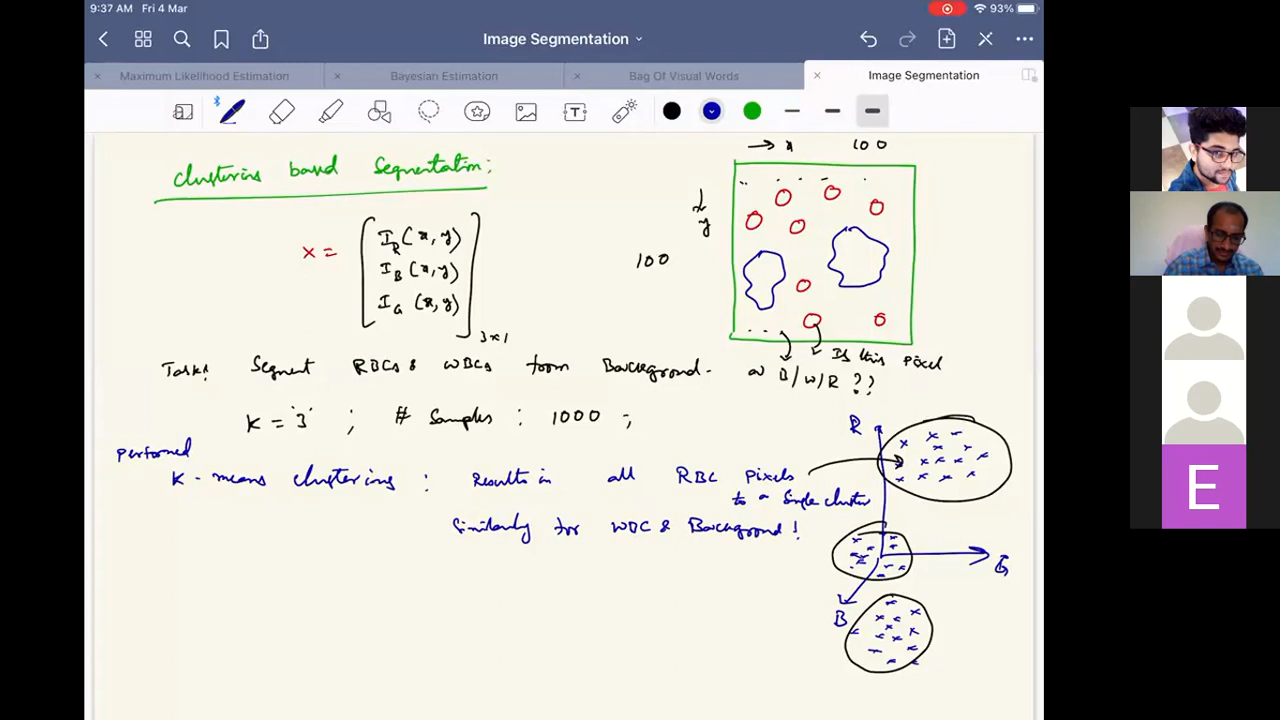 9:37 AM Fri 4 Mar
93%
Image Segmentation
Maximum Likelihood Estimation
Bayesian Estimation
Bag Of Visual Words
Image Segmentation
T
Clustering based Segmentation:
→ x 100
y
100
x = [ I_R (x, y)
I_B (x, y)
I_G (x, y) ] 3x1
Is this Pixel
B/W/R ??
Task: Segment RBCs & WBCs from Background.
K = '3' ; # Samples : 1000 ;
Performed
K-means clustering : Results in all RBC Pixels
to a Single cluster
Similarly for WBC & Background!
R
G
B
E